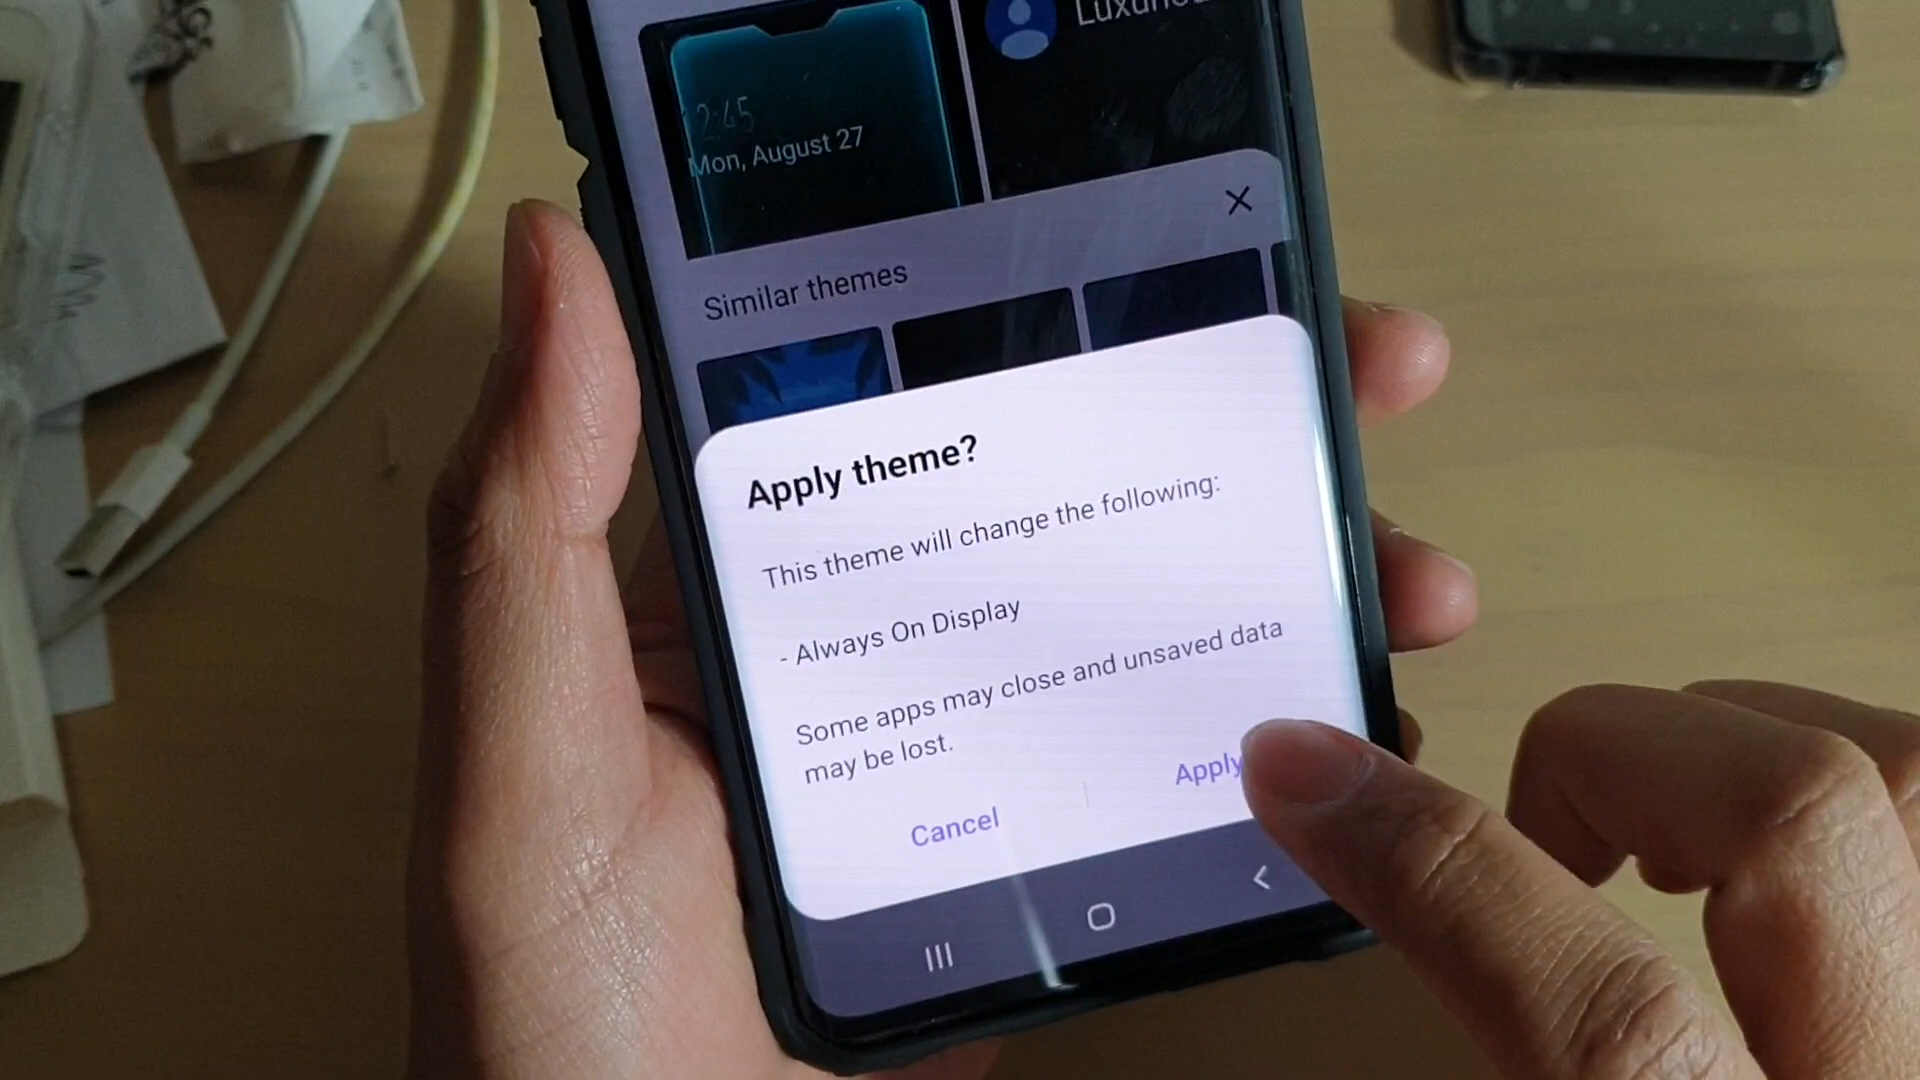 2:45
Mon, August 27
Similar themes
Apply theme?
This theme will change the following:
- Always On Display
Some apps may close and unsaved data
may be lost.
Cancel
Apply